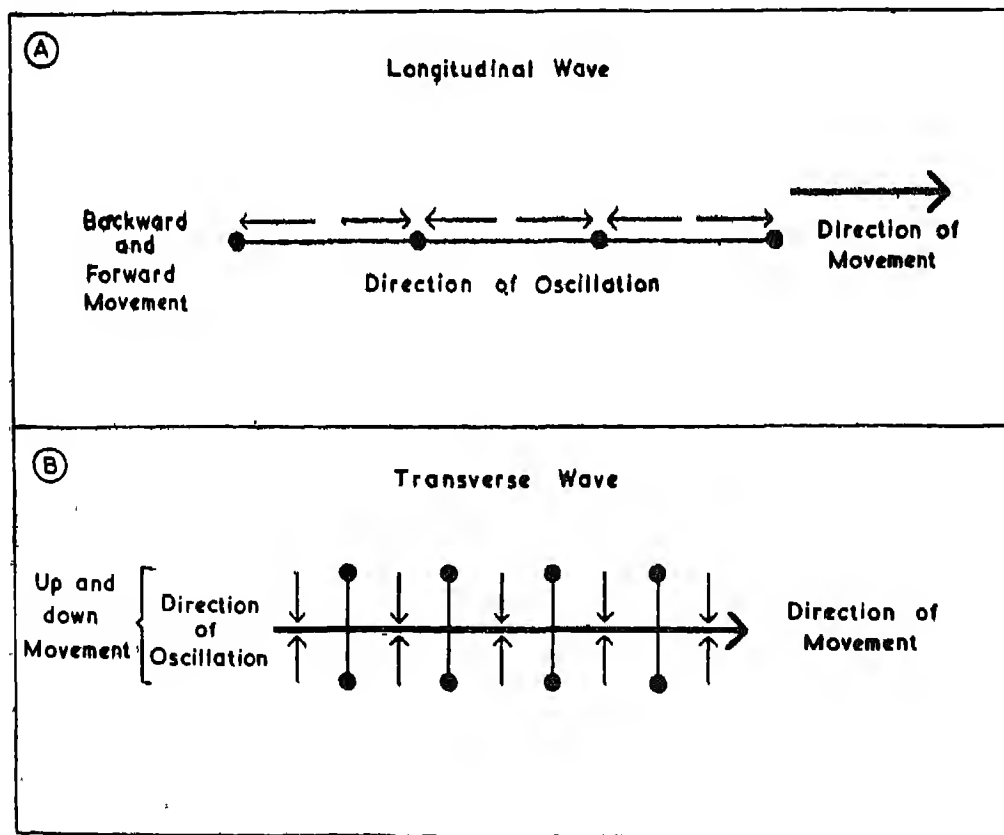 A
Longitudinal Wave
Backward
and
Forward
Movement
Direction of Oscillation
Direction of
Movement
B
Transverse Wave
Up and
down
Movement
Direction
of
Oscillation
Direction of
Movement